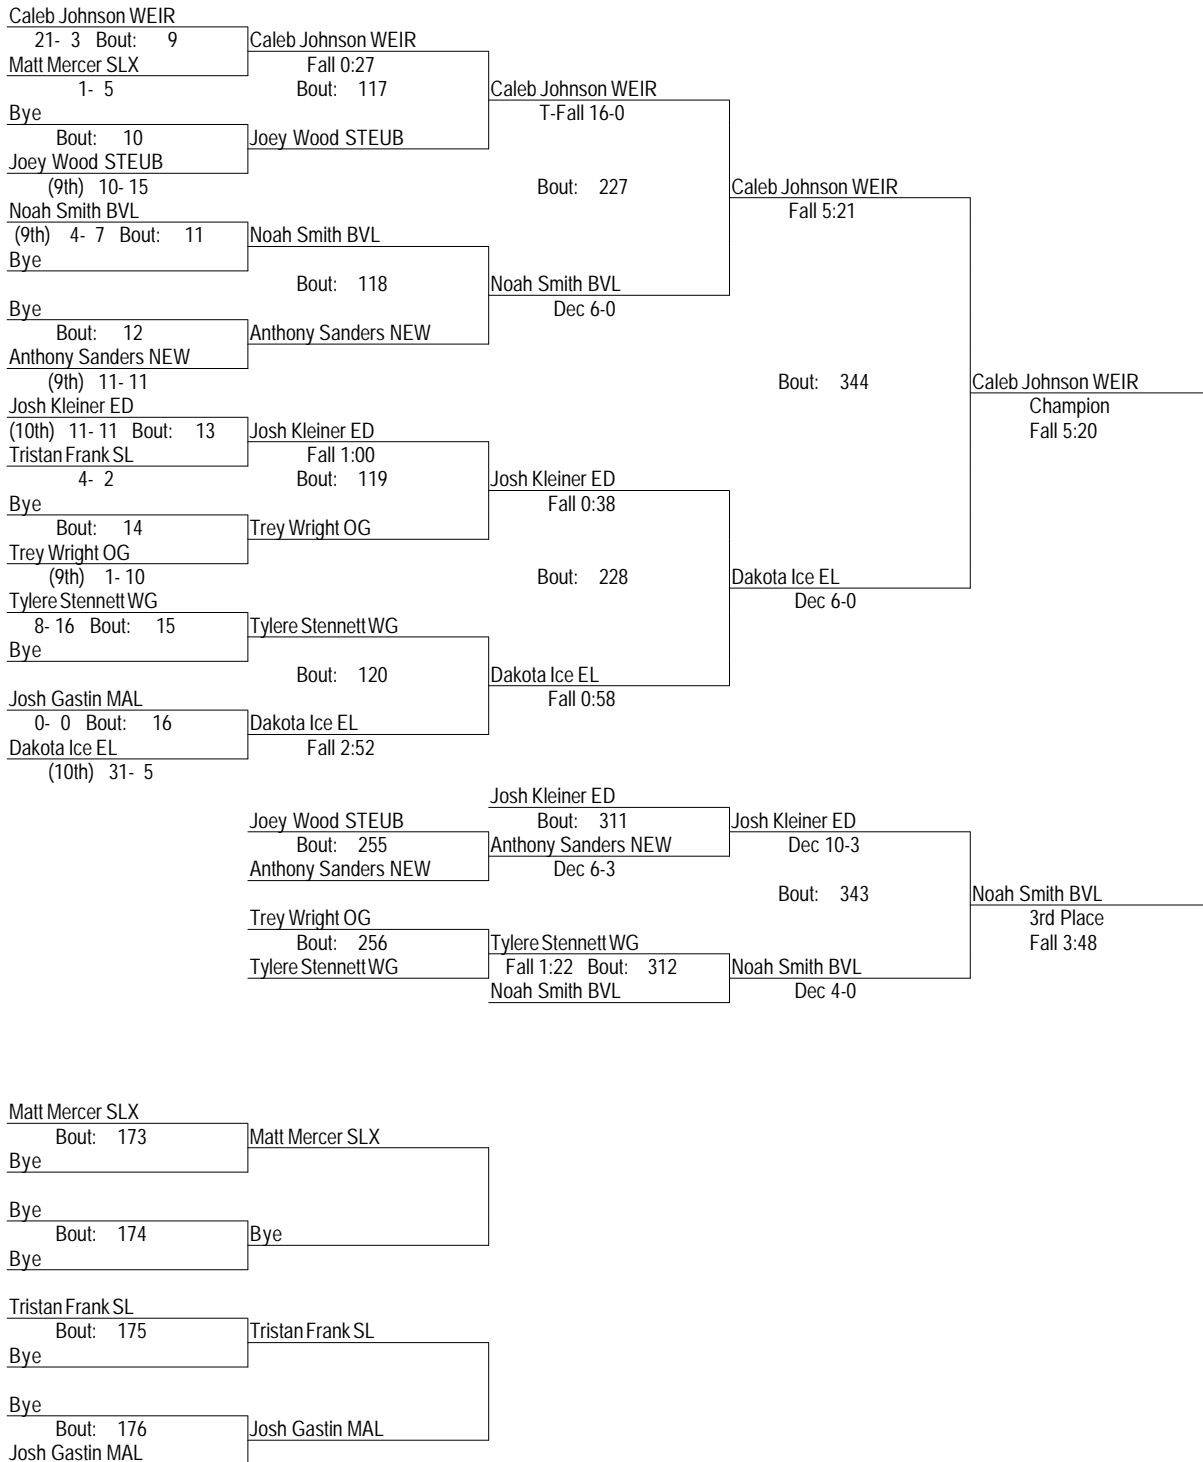 Caleb Johnson WEIR
21- 3 Bout: 9 Caleb Johnson WEIR
Matt Mercer SLX Fall 0:27
1- 5 Bout: 117 Caleb Johnson WEIR
Bye T-Fall 16-0
Bout: 10 Joey Wood STEUB
Joey Wood STEUB
(9th) 10- 15 Bout: 227 Caleb Johnson WEIR
Noah Smith BVL Fall 5:21
(9th) 4- 7 Bout: 11 Noah Smith BVL
Bye
Bout: 118 Noah Smith BVL
Bye Dec 6-0
Bout: 12 Anthony Sanders NEW
Anthony Sanders NEW
(9th) 11- 11 Bout: 344 Caleb Johnson WEIR
Josh Kleiner ED Champion
(10th) 11- 11 Bout: 13 Josh Kleiner ED Fall 5:20
Tristan Frank SL Fall 1:00
4- 2 Bout: 119 Josh Kleiner ED
Bye Fall 0:38
Bout: 14 Trey Wright OG
Trey Wright OG
(9th) 1- 10 Bout: 228 Dakota Ice EL
Tylere Stennett WG Dec 6-0
8- 16 Bout: 15 Tylere Stennett WG
Bye
Bout: 120 Dakota Ice EL
Josh Gastin MAL Fall 0:58
0- 0 Bout: 16 Dakota Ice EL
Dakota Ice EL Fall 2:52
(10th) 31- 5
Josh Kleiner ED
Joey Wood STEUB Bout: 311 Josh Kleiner ED
Bout: 255 Anthony Sanders NEW Dec 10-3
Anthony Sanders NEW Dec 6-3
Bout: 343 Noah Smith BVL
Trey Wright OG 3rd Place
Bout: 256 Tylere Stennett WG Fall 3:48
Tylere Stennett WG Fall 1:22 Bout: 312 Noah Smith BVL
Noah Smith BVL Dec 4-0
Matt Mercer SLX
Bout: 173 Matt Mercer SLX
Bye
Bye
Bout: 174 Bye
Bye
Tristan Frank SL
Bout: 175 Tristan Frank SL
Bye
Bye
Bout: 176 Josh Gastin MAL
Josh Gastin MAL